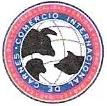 COMERCIO INTERNACIONAL
DE CARNES